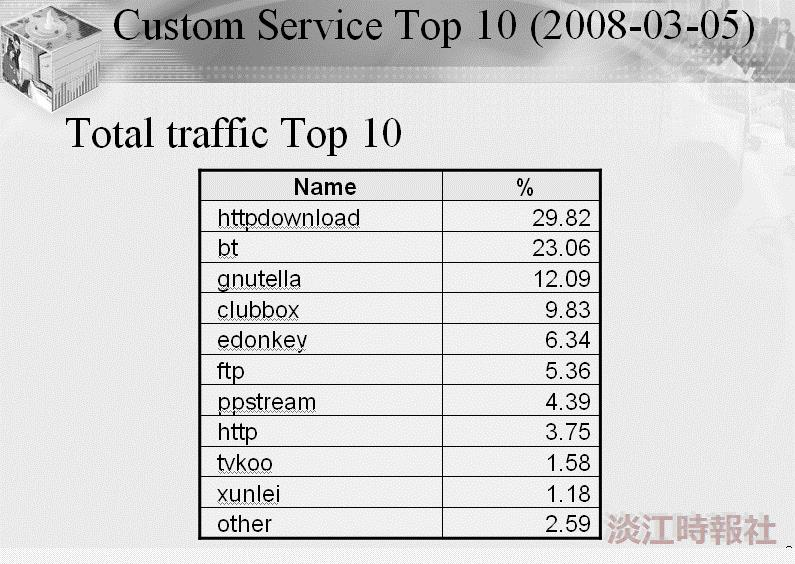 Custom Service Top 10 (2008-03-05)
Total traffic Top 10
Name %
httpdownload 29.82
bt 23.06
gnutella 12.09
clubbox 9.83
edonkey 6.34
ftp 5.36
ppstream 4.39
http 3.75
tvkoo 1.58
xunlei 1.18
other 2.59
淡江時報社